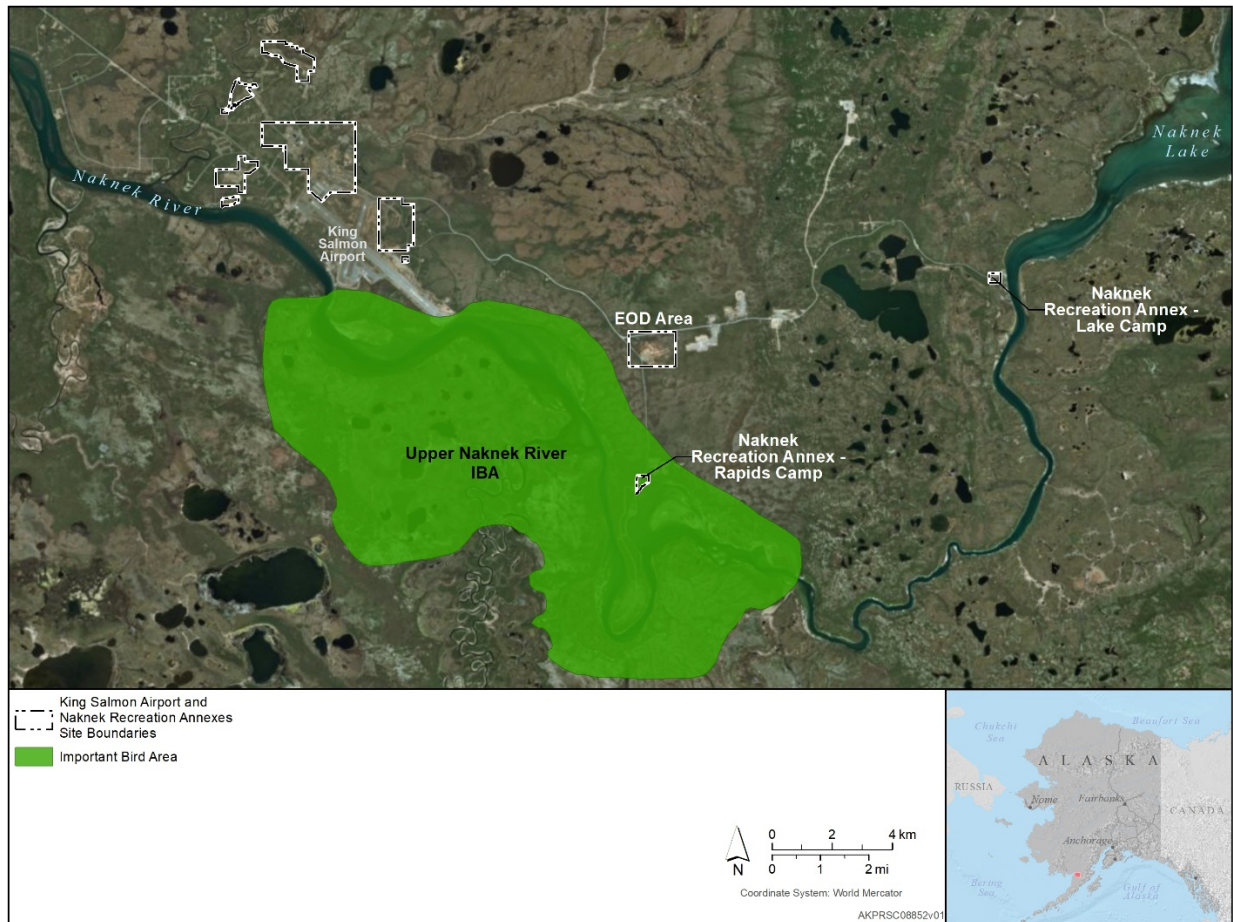 Naknek
Lake
Naknek River
King
Salmon
Airport
EOD Area
Naknek
Recreation Annex -
Lake Camp
Upper Naknek River
IBA
Naknek
Recreation Annex -
Rapids Camp
King Salmon Airport and
Naknek Recreation Annexes
Site Boundaries
Important Bird Area
N
0 2 4 km
0 1 2 mi
Coordinate System: World Mercator
AKPRSC08852v01
Chukchi
Sea
Beaufort Sea
ALASKA
RUSSIA
Nome
Fairbanks
CANADA
Anchorage
Bering
Sea
Gulf of
Alaska